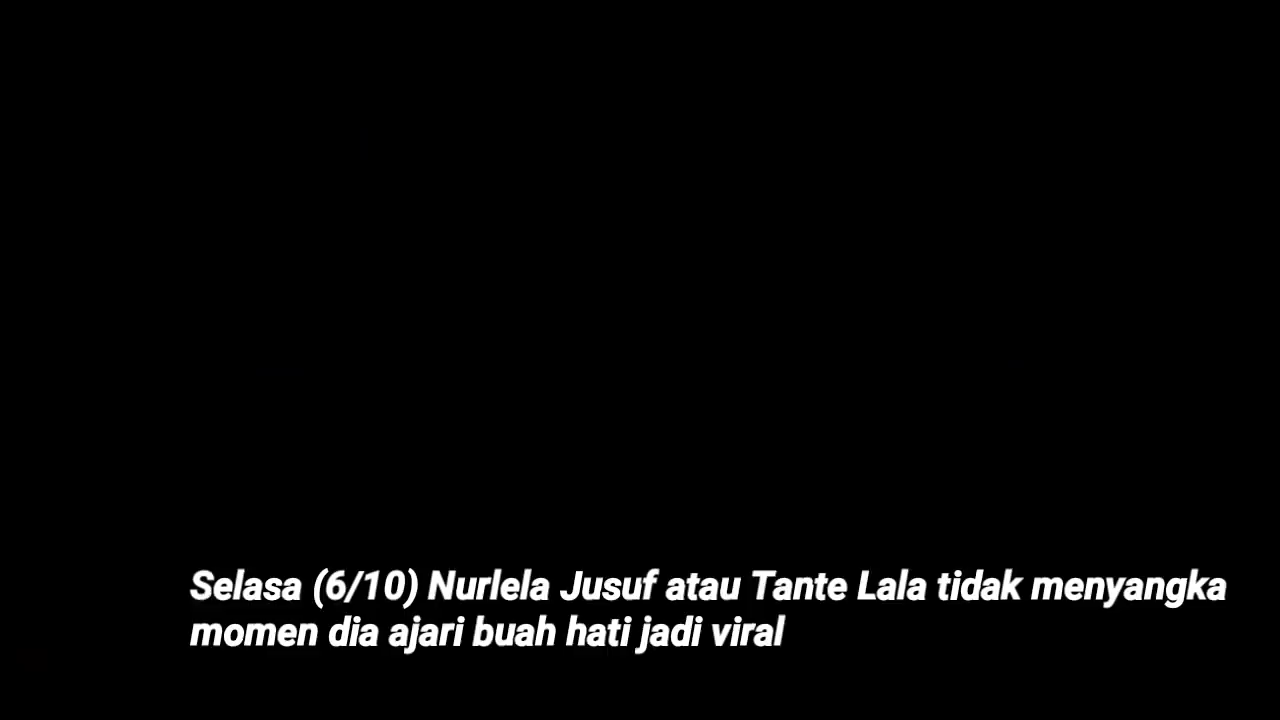 Selasa (6/10) Nurlela Jusuf atau Tante Lala tidak menyangka
momen dia ajari buah hati jadi viral